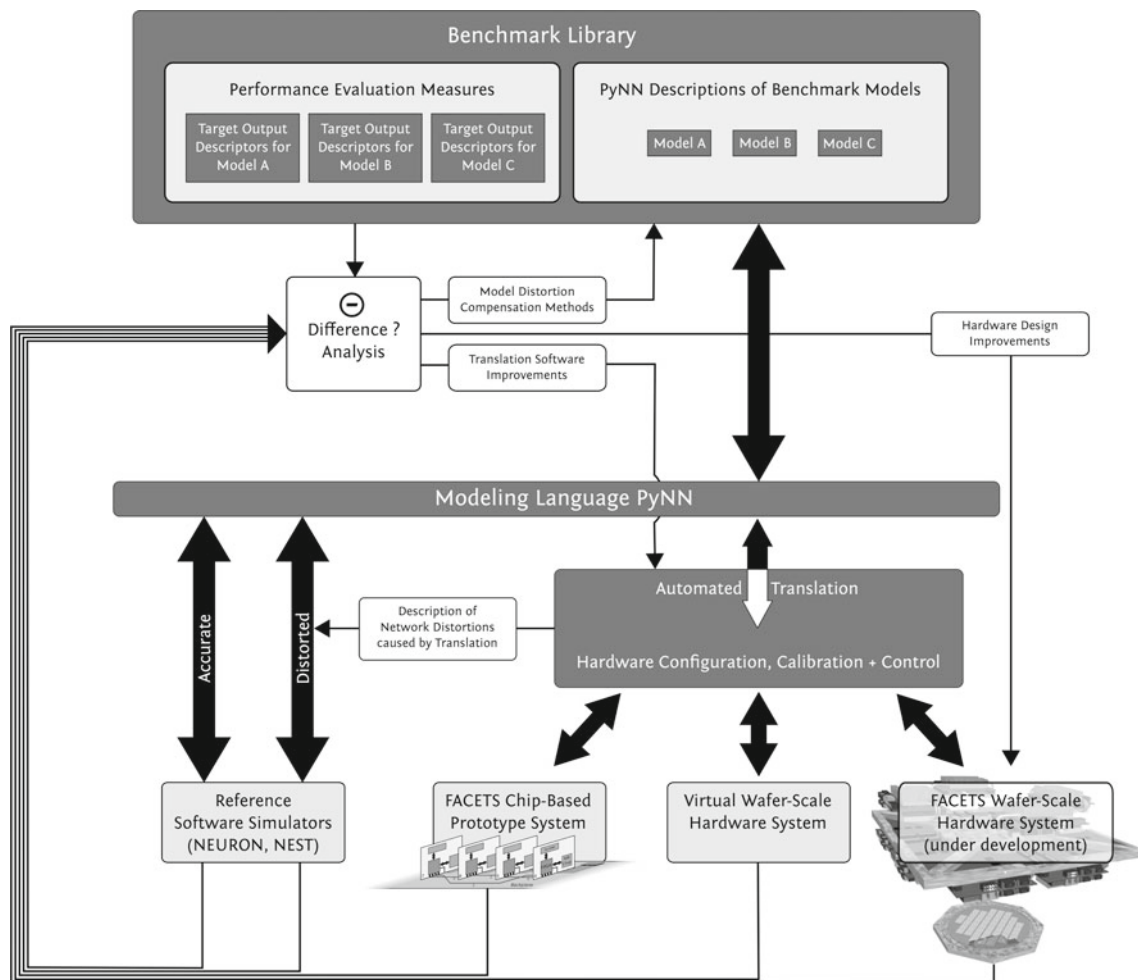 Benchmark Library
Performance Evaluation Measures
Target Output
Descriptors for
Model A
Target Output
Descriptors for
Model B
Target Output
Descriptors for
Model C
PyNN Descriptions of Benchmark Models
Model A
Model B
Model C
Difference ?
Analysis
Model Distortion
Compensation Methods
Translation Software
Improvements
Hardware Design
Improvements
Modeling Language PyNN
Accurate
Distorted
Description of
Network Distortions
caused by Translation
Automated Translation
Hardware Configuration, Calibration + Control
Reference
Software Simulators
(NEURON, NEST)
FACETS Chip-Based
Prototype System
Virtual Wafer-Scale
Hardware System
FACETS Wafer-Scale
Hardware System
(under development)